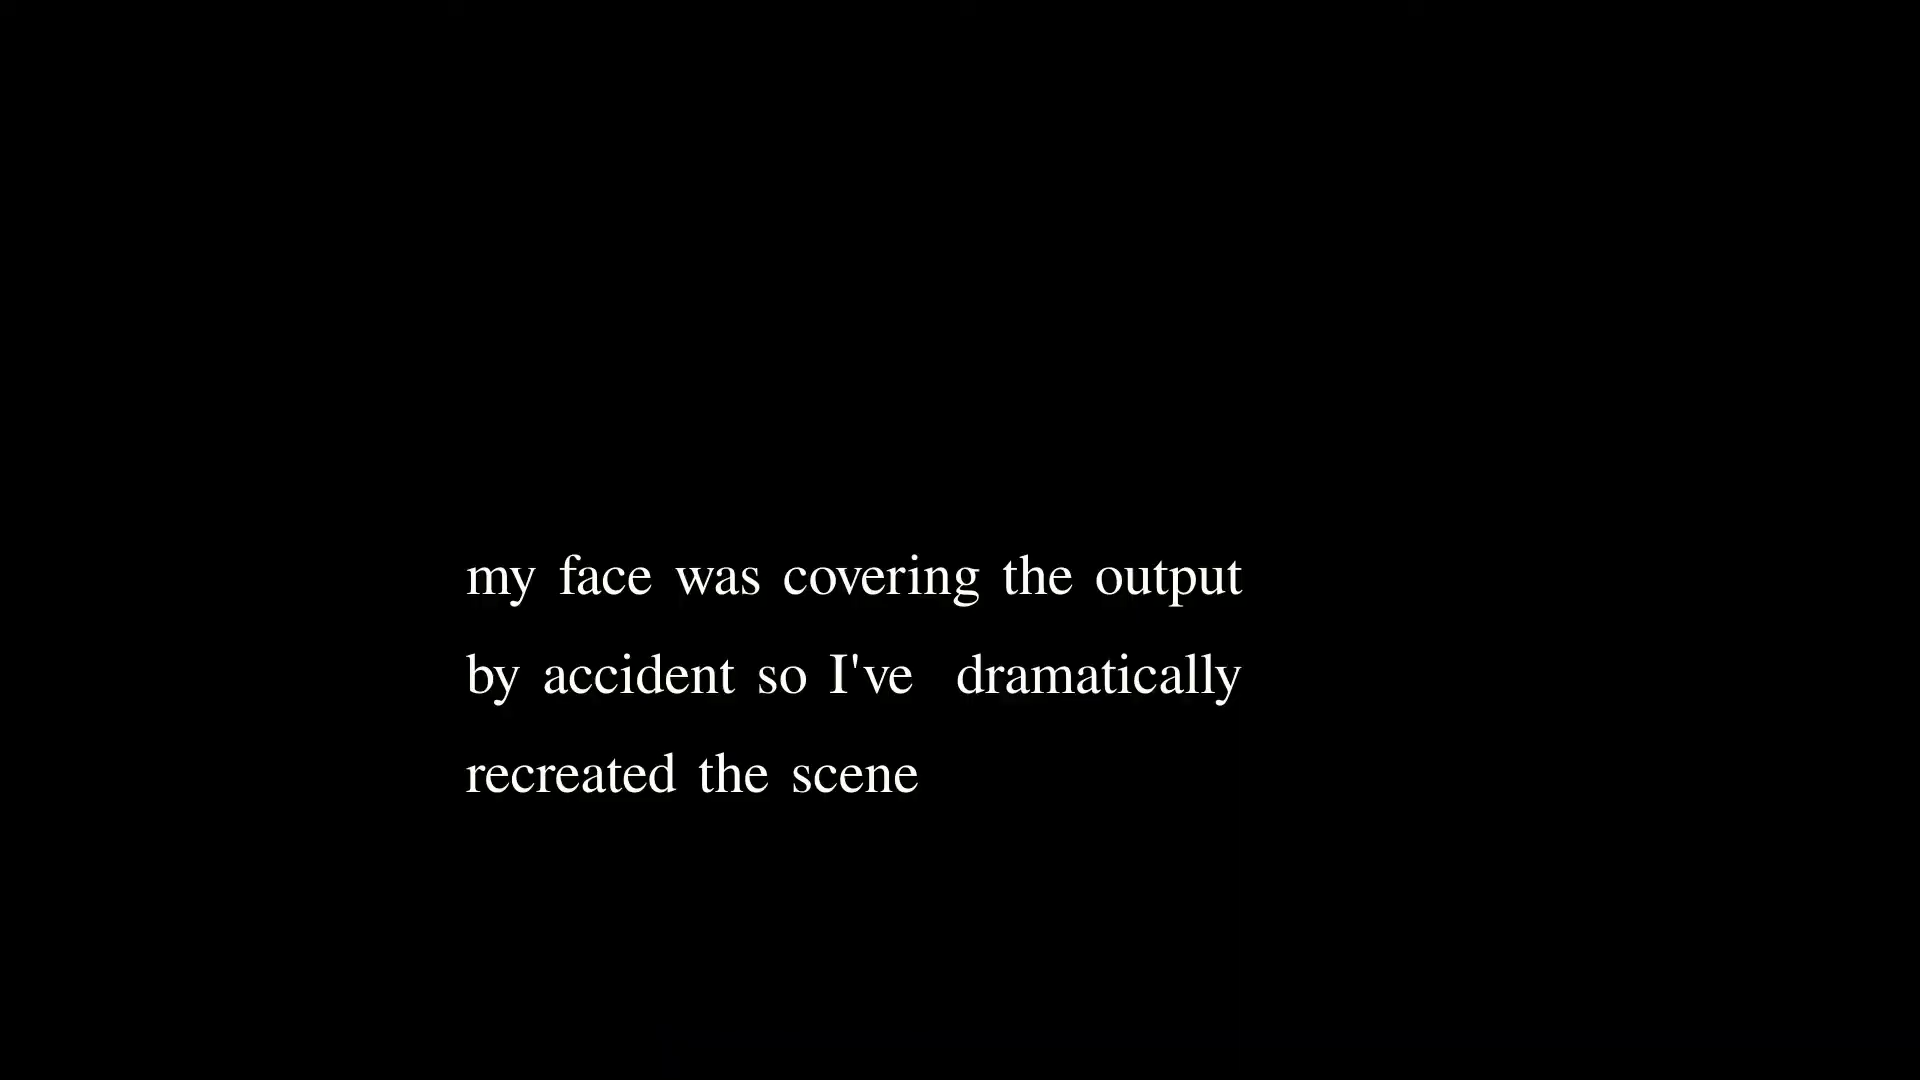 my face was covering the output
by accident so I've  dramatically
recreated the scene